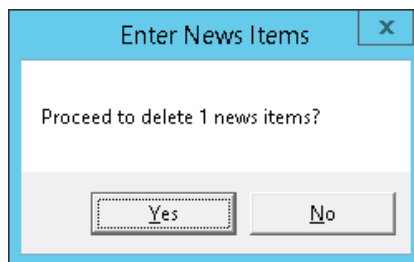 Enter News Items
x
Proceed to delete 1 news items?
Yes
No